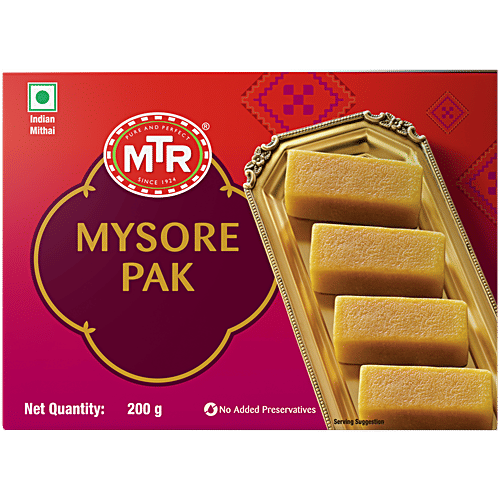 Indian
Mithai
PURE AND PERFECT
MTR
®
SINCE 1924
MYSORE
PAK
Net Quantity: 200 g
No Added Preservatives
Serving Suggestion